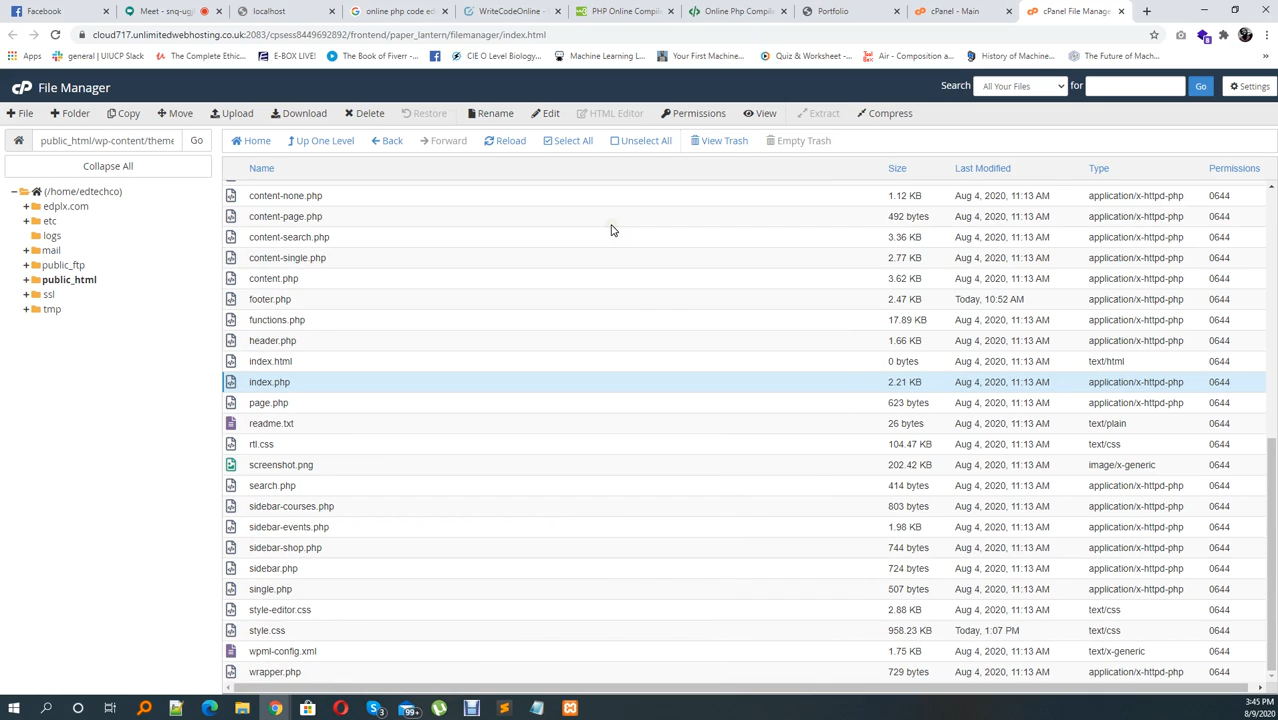 Facebook
Meet - snq-ugj
localhost
online php code ed
WriteCodeOnline -
PHP Online Compile
Online Php Compile
Portfolio
cPanel - Main
cPanel File Manage
cloud717.unlimitedwebhosting.co.uk:2083/cpsess8449692892/frontend/paper_lantern/filemanager/index.html
Apps
general | IIUCP Slack
The Complete Ethic...
E-BOX LIVE!
The Book of Fiverr -...
CIE O Level Biology...
Machine Learning L...
Your First Machine...
Quiz & Worksheet -...
Air - Composition a...
History of Machine...
The Future of Mach...
cP File Manager
Search All Your Files for Go Settings
File Folder Copy Move Upload Download Delete Restore Rename Edit HTML Editor Permissions View Extract Compress
public_html/wp-content/theme Go Home Up One Level Back Forward Reload Select All Unselect All View Trash Empty Trash
Collapse All
(/home/edtechco)
edplx.com
etc
logs
mail
public_ftp
public_html
ssl
tmp
Name Size Last Modified Type Permissions
content-none.php 1.12 KB Aug 4, 2020, 11:13 AM application/x-httpd-php 0644
content-page.php 492 bytes Aug 4, 2020, 11:13 AM application/x-httpd-php 0644
content-search.php 3.36 KB Aug 4, 2020, 11:13 AM application/x-httpd-php 0644
content-single.php 2.77 KB Aug 4, 2020, 11:13 AM application/x-httpd-php 0644
content.php 3.62 KB Aug 4, 2020, 11:13 AM application/x-httpd-php 0644
footer.php 2.47 KB Today, 10:52 AM application/x-httpd-php 0644
functions.php 17.89 KB Aug 4, 2020, 11:13 AM application/x-httpd-php 0644
header.php 1.66 KB Aug 4, 2020, 11:13 AM application/x-httpd-php 0644
index.html 0 bytes Aug 4, 2020, 11:13 AM text/html 0644
index.php 2.21 KB Aug 4, 2020, 11:13 AM application/x-httpd-php 0644
page.php 623 bytes Aug 4, 2020, 11:13 AM application/x-httpd-php 0644
readme.txt 26 bytes Aug 4, 2020, 11:13 AM text/plain 0644
rtl.css 104.47 KB Aug 4, 2020, 11:13 AM text/css 0644
screenshot.png 202.42 KB Aug 4, 2020, 11:13 AM image/x-generic 0644
search.php 414 bytes Aug 4, 2020, 11:13 AM application/x-httpd-php 0644
sidebar-courses.php 803 bytes Aug 4, 2020, 11:13 AM application/x-httpd-php 0644
sidebar-events.php 1.98 KB Aug 4, 2020, 11:13 AM application/x-httpd-php 0644
sidebar-shop.php 744 bytes Aug 4, 2020, 11:13 AM application/x-httpd-php 0644
sidebar.php 724 bytes Aug 4, 2020, 11:13 AM application/x-httpd-php 0644
single.php 507 bytes Aug 4, 2020, 11:13 AM application/x-httpd-php 0644
style-editor.css 2.88 KB Aug 4, 2020, 11:13 AM text/css 0644
style.css 958.23 KB Today, 1:07 PM text/css 0644
wpml-config.xml 1.75 KB Aug 4, 2020, 11:13 AM text/x-generic 0644
wrapper.php 729 bytes Aug 4, 2020, 11:13 AM application/x-httpd-php 0644
3
99+
3:45 PM
8/9/2020